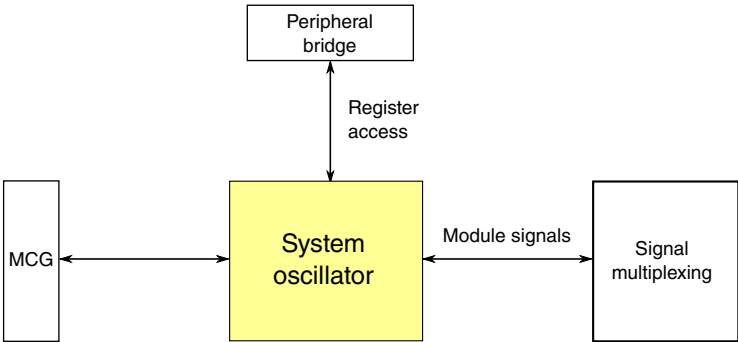 Peripheral
bridge
Register
access
MCG
System
oscillator
Module signals
Signal
multiplexing